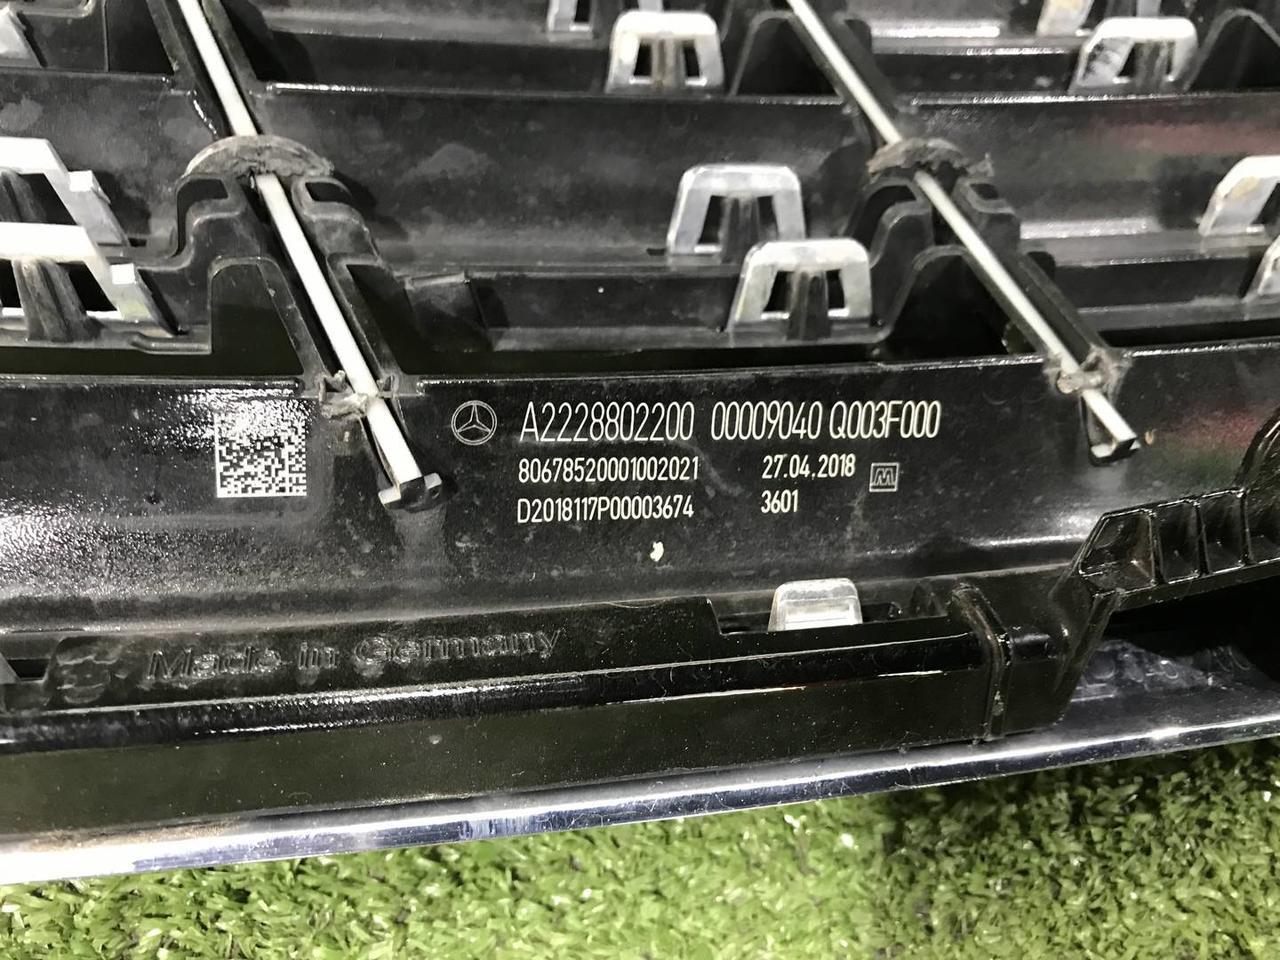 A2228802200 00009040 Q003F000
80678520001002021 27.04.2018 M
D2018117P00003674 3601
Made in Germany